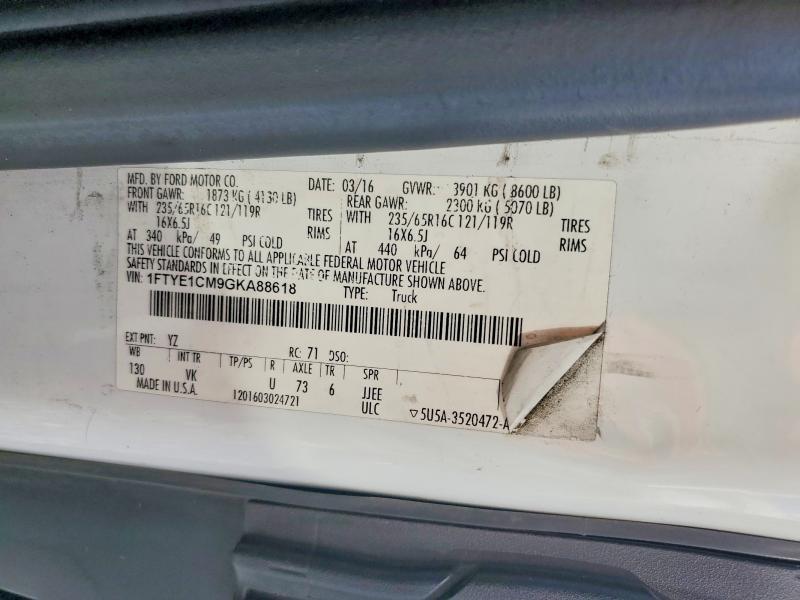 MFD. BY FORD MOTOR CO. DATE: 03/16 GVWR: 3901 KG ( 8600 LB)
FRONT GAWR: 1873 KG ( 4130 LB) REAR GAWR: 2300 KG ( 5070 LB)
WITH 235/65R16C 121/119R TIRES WITH 235/65R16C 121/119R TIRES
16X6.5J RIMS 16X6.5J RIMS
AT 340 kPa/ 49 PSI COLD AT 440 kPa/ 64 PSI COLD
THIS VEHICLE CONFORMS TO ALL APPLICABLE FEDERAL MOTOR VEHICLE
SAFETY STANDARDS IN EFFECT ON THE DATE OF MANUFACTURE SHOWN ABOVE.
VIN: 1FTYE1CM9GKA88618 TYPE: Truck
EXT PNT: YZ RC: 71 DSO:
WB INT TR TP/PS R AXLE TR SPR
130 VK U 73 6 JJEE
MADE IN U.S.A. 1201603024721 ULC ▽5U5A-3520472-A